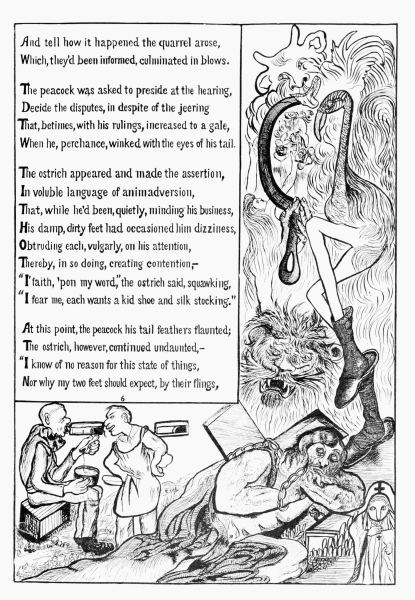 And tell how it happened the quarrel arose,
Which, they'd been informed, culminated in blows.
The peacock was asked to preside at the hearing,
Decide the disputes, in despite of the jeering
That, betimes, with his rulings, increased to a gale,
When he, perchance, winked with the eyes of his tail.
The ostrich appeared and made the assertion,
In voluble language of animadversion,
That, while he'd been, quietly, minding his business,
His damp, dirty feet had occasioned him dizziness,
Obtruding each, vulgarly, on his attention,
Thereby, in so doing, creating contention,—
"I'faith, 'pon my word," the ostrich said, squawking,
"I fear me, each wants a kid shoe and silk stocking."
At this point, the peacock his tail feathers flaunted;
The ostrich, however, continued undaunted,—
"I know of no reason for this state of things,
Nor why my two feet should expect, by their flings,
6